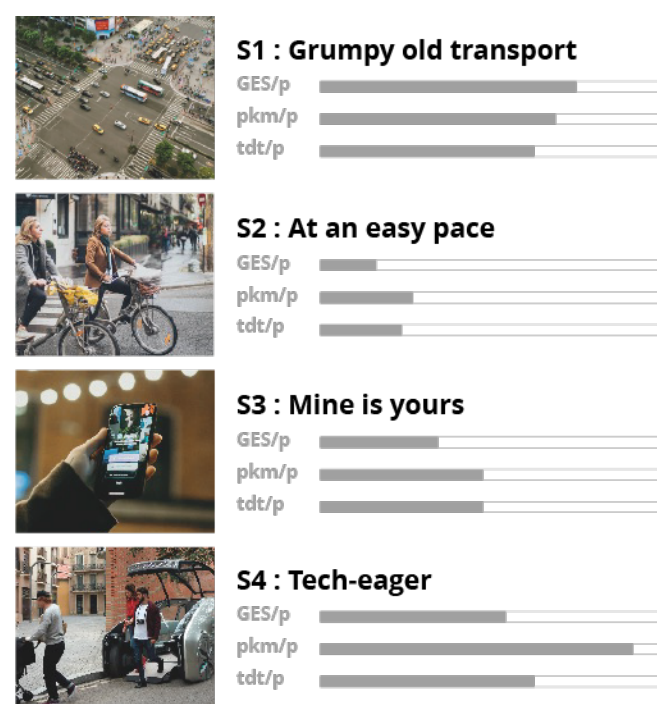 S1 : Grumpy old transport
GES/p
pkm/p
tdt/p
S2 : At an easy pace
GES/p
pkm/p
tdt/p
S3 : Mine is yours
GES/p
pkm/p
tdt/p
S4 : Tech-eager
GES/p
pkm/p
tdt/p